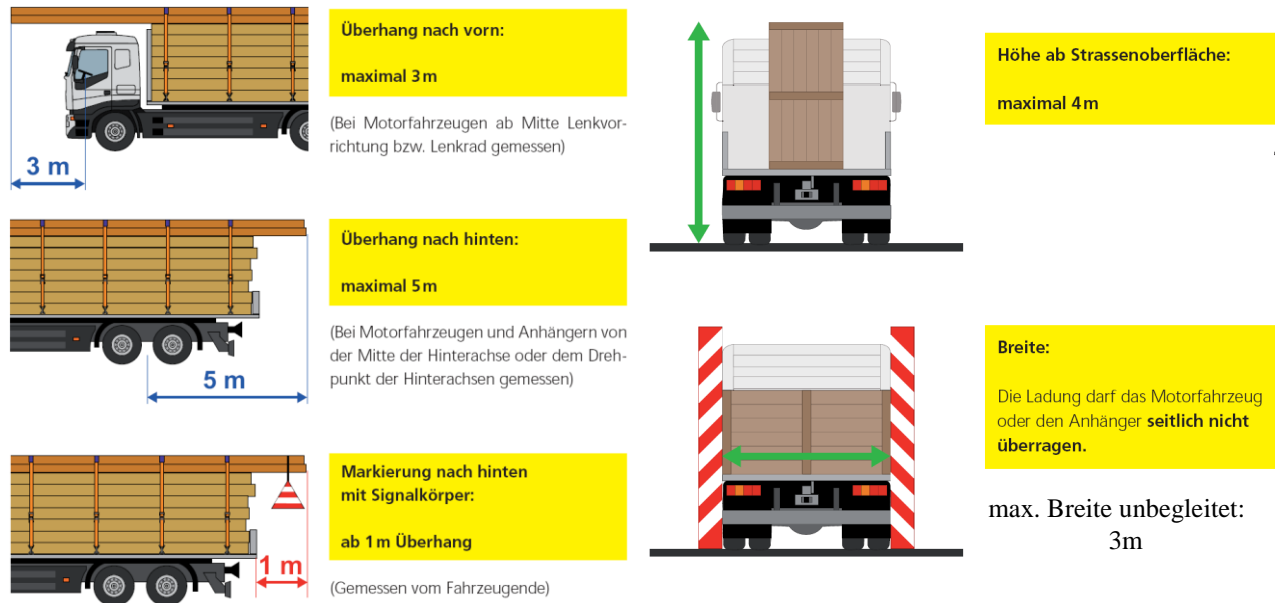 Überhang nach vorn:
maximal 3 m
(Bei Motorfahrzeugen ab Mitte Lenkvor-
richtung bzw. Lenkrad gemessen)
3 m
Überhang nach hinten:
maximal 5 m
(Bei Motorfahrzeugen und Anhängern von
der Mitte der Hinterachse oder dem Dreh-
punkt der Hinterachsen gemessen)
5 m
Markierung nach hinten
mit Signalkörper:
ab 1 m Überhang
(Gemessen vom Fahrzeugende)
1 m
Höhe ab Strassenoberfläche:
maximal 4 m
Breite:
Die Ladung darf das Motorfahrzeug
oder den Anhänger seitlich nicht
überragen.
max. Breite unbegleitet:
3m